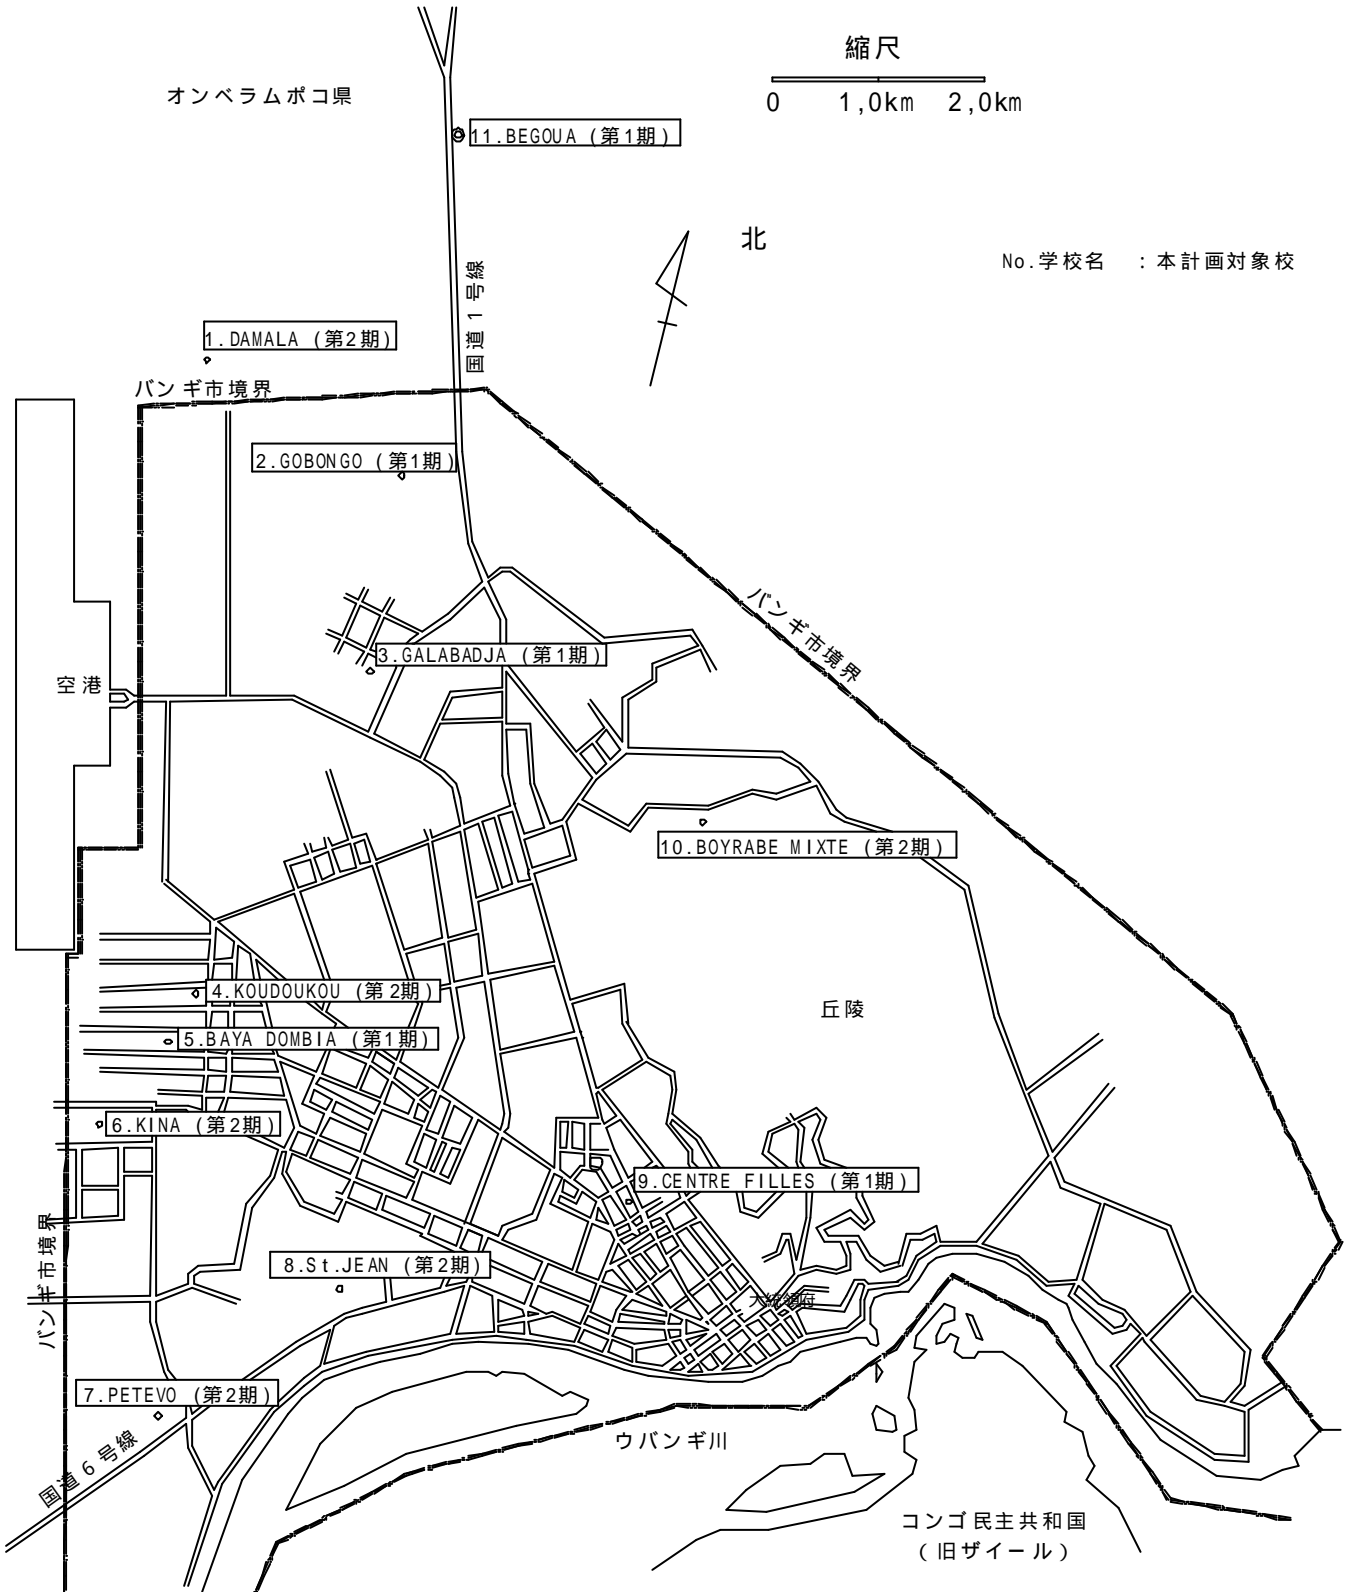 縮尺
0 1,0km 2,0km
オンベラムポコ県
11.BEGOUA (第1期)
北
No.学校名 :本計画対象校
国道1号線
1.DAMALA (第2期)
バンギ市境界
2.GOBONGO (第1期)
バンギ市境界
3.GALABADJA (第1期)
空港
10.BOYRABE MIXTE (第2期)
4.KOUDOUKOU (第2期)
丘陵
5.BAYA DOMBIA (第1期)
6.KINA (第2期)
9.CENTRE FILLES (第1期)
バンギ市境界
8.St.JEAN (第2期)
大統領府
7.PETEVO (第2期)
ウバンギ川
国道6号線
コンゴ民主共和国
(旧ザイール)